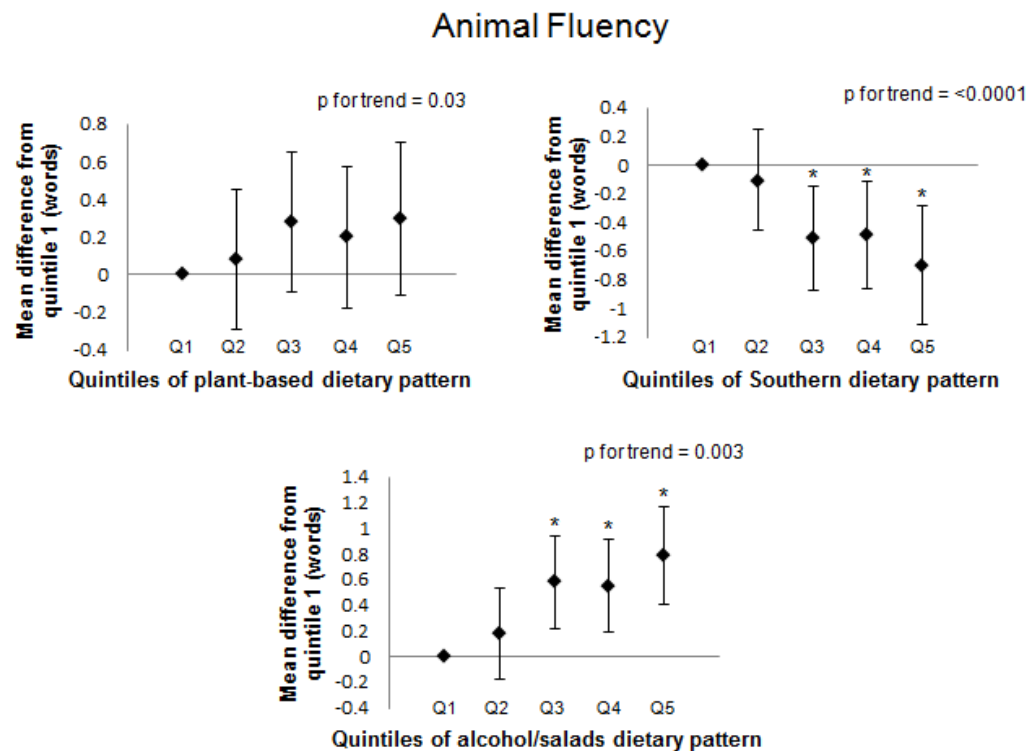 Animal Fluency
p for trend = 0.03
Mean difference from
quintile 1 (words)
0.8
0.6
0.4
0.2
0
-0.2
-0.4
Q1 Q2 Q3 Q4 Q5
Quintiles of plant-based dietary pattern
p for trend = <0.0001
Mean difference from
quintile 1 (words)
0.4
0.2
0
-0.2
-0.4
-0.6
-0.8
-1
-1.2
* * *
Q1 Q2 Q3 Q4 Q5
Quintiles of Southern dietary pattern
p for trend = 0.003
Mean difference from
quintile 1 (words)
1.4
1.2
1
0.8
0.6
0.4
0.2
0
-0.2
-0.4
* * *
Q1 Q2 Q3 Q4 Q5
Quintiles of alcohol/salads dietary pattern